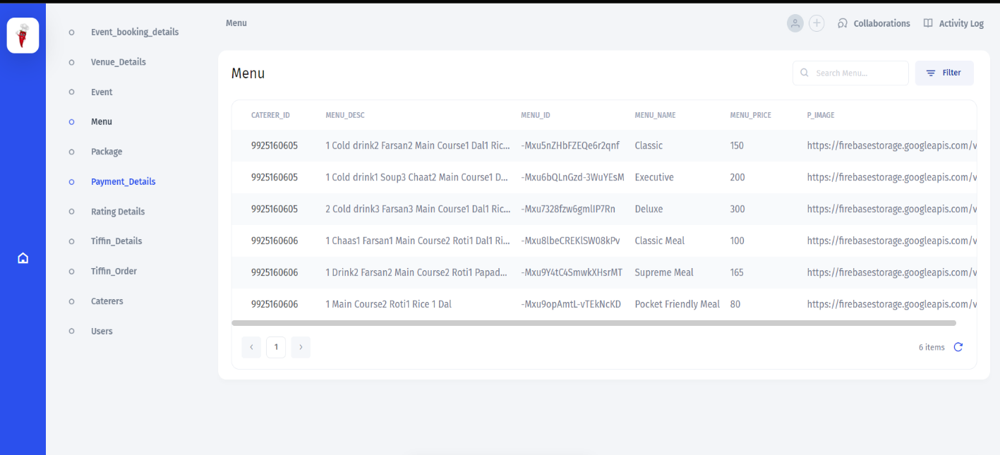 Menu
Collaborations
Activity Log
Event_booking_details
Venue_Details
Event
Menu
Package
Payment_Details
Rating Details
Tiffin_Details
Tiffin_Order
Caterers
Users
Menu
Search Menu...
Filter
CATERER_ID MENU_DESC MENU_ID MENU_NAME MENU_PRICE P_IMAGE
9925160605 1 Cold drink2 Farsan2 Main Course1 Dal1 Ric... -Mxu5nZHbFZEQe6r2qnf Classic 150 https://firebasestorage.googleapis.com/v
9925160605 1 Cold drink1 Soup3 Chaat2 Main Course1 D... -Mxu6bQLnGzd-3WuYEsM Executive 200 https://firebasestorage.googleapis.com/v
9925160605 2 Cold drink3 Farsan3 Main Course1 Dal1 Ric... -Mxu7328fzw6gmlIP7Rn Deluxe 300 https://firebasestorage.googleapis.com/v
9925160606 1 Chaas1 Farsan1 Main Course2 Roti1 Dal1 Ri... -Mxu8lbeCREKlSW08kPv Classic Meal 100 https://firebasestorage.googleapis.com/v
9925160606 1 Drink2 Farsan2 Main Course2 Roti1 Papad... -Mxu9Y4tC4SmwkXHsrMT Supreme Meal 165 https://firebasestorage.googleapis.com/v
9925160606 1 Main Course2 Roti1 Rice 1 Dal -Mxu9opAmtL-vTEkNcKD Pocket Friendly Meal 80 https://firebasestorage.googleapis.com/v
1
6 items